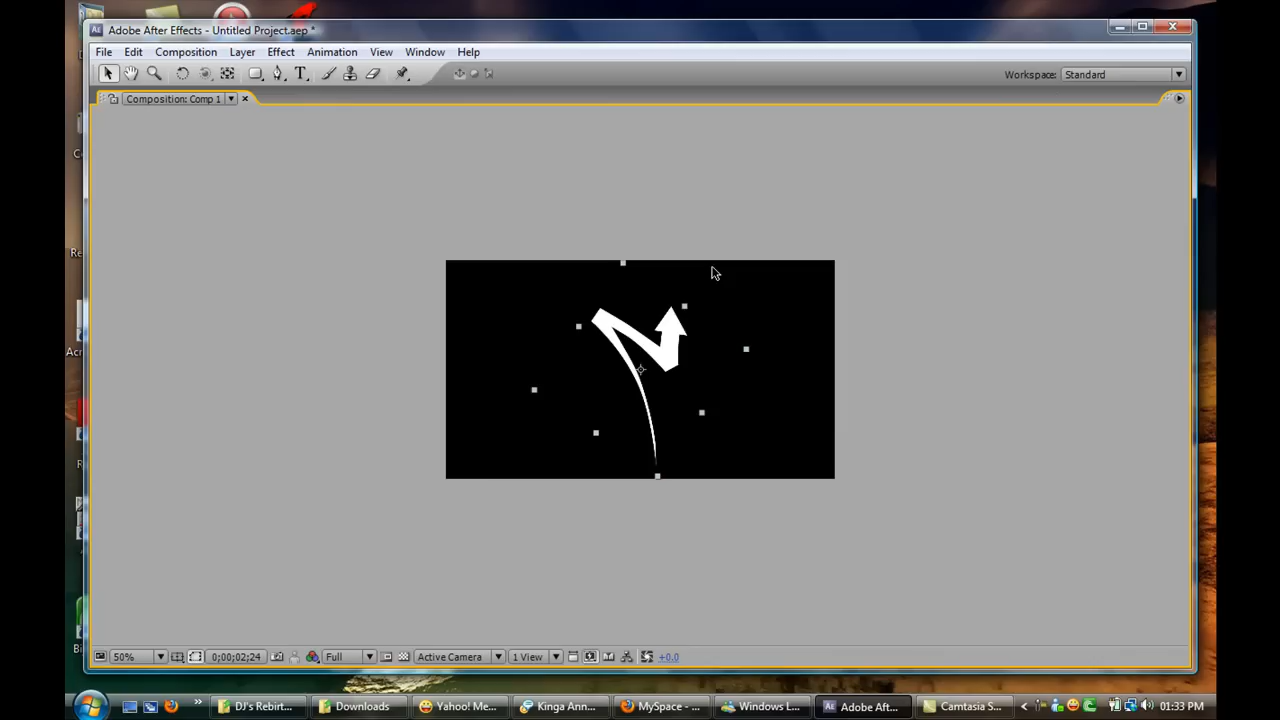 Adobe After Effects - Untitled Project.aep *
File Edit Composition Layer Effect Animation View Window Help
Workspace: Standard
Composition: Comp 1
50% 0;00;02;24 Full Active Camera 1 View +0.0
DJ's Rebirt... Downloads Yahoo! Me... Kinga Ann... MySpace - ... Windows L... Adobe Aft... Camtasia S... 01:33 PM